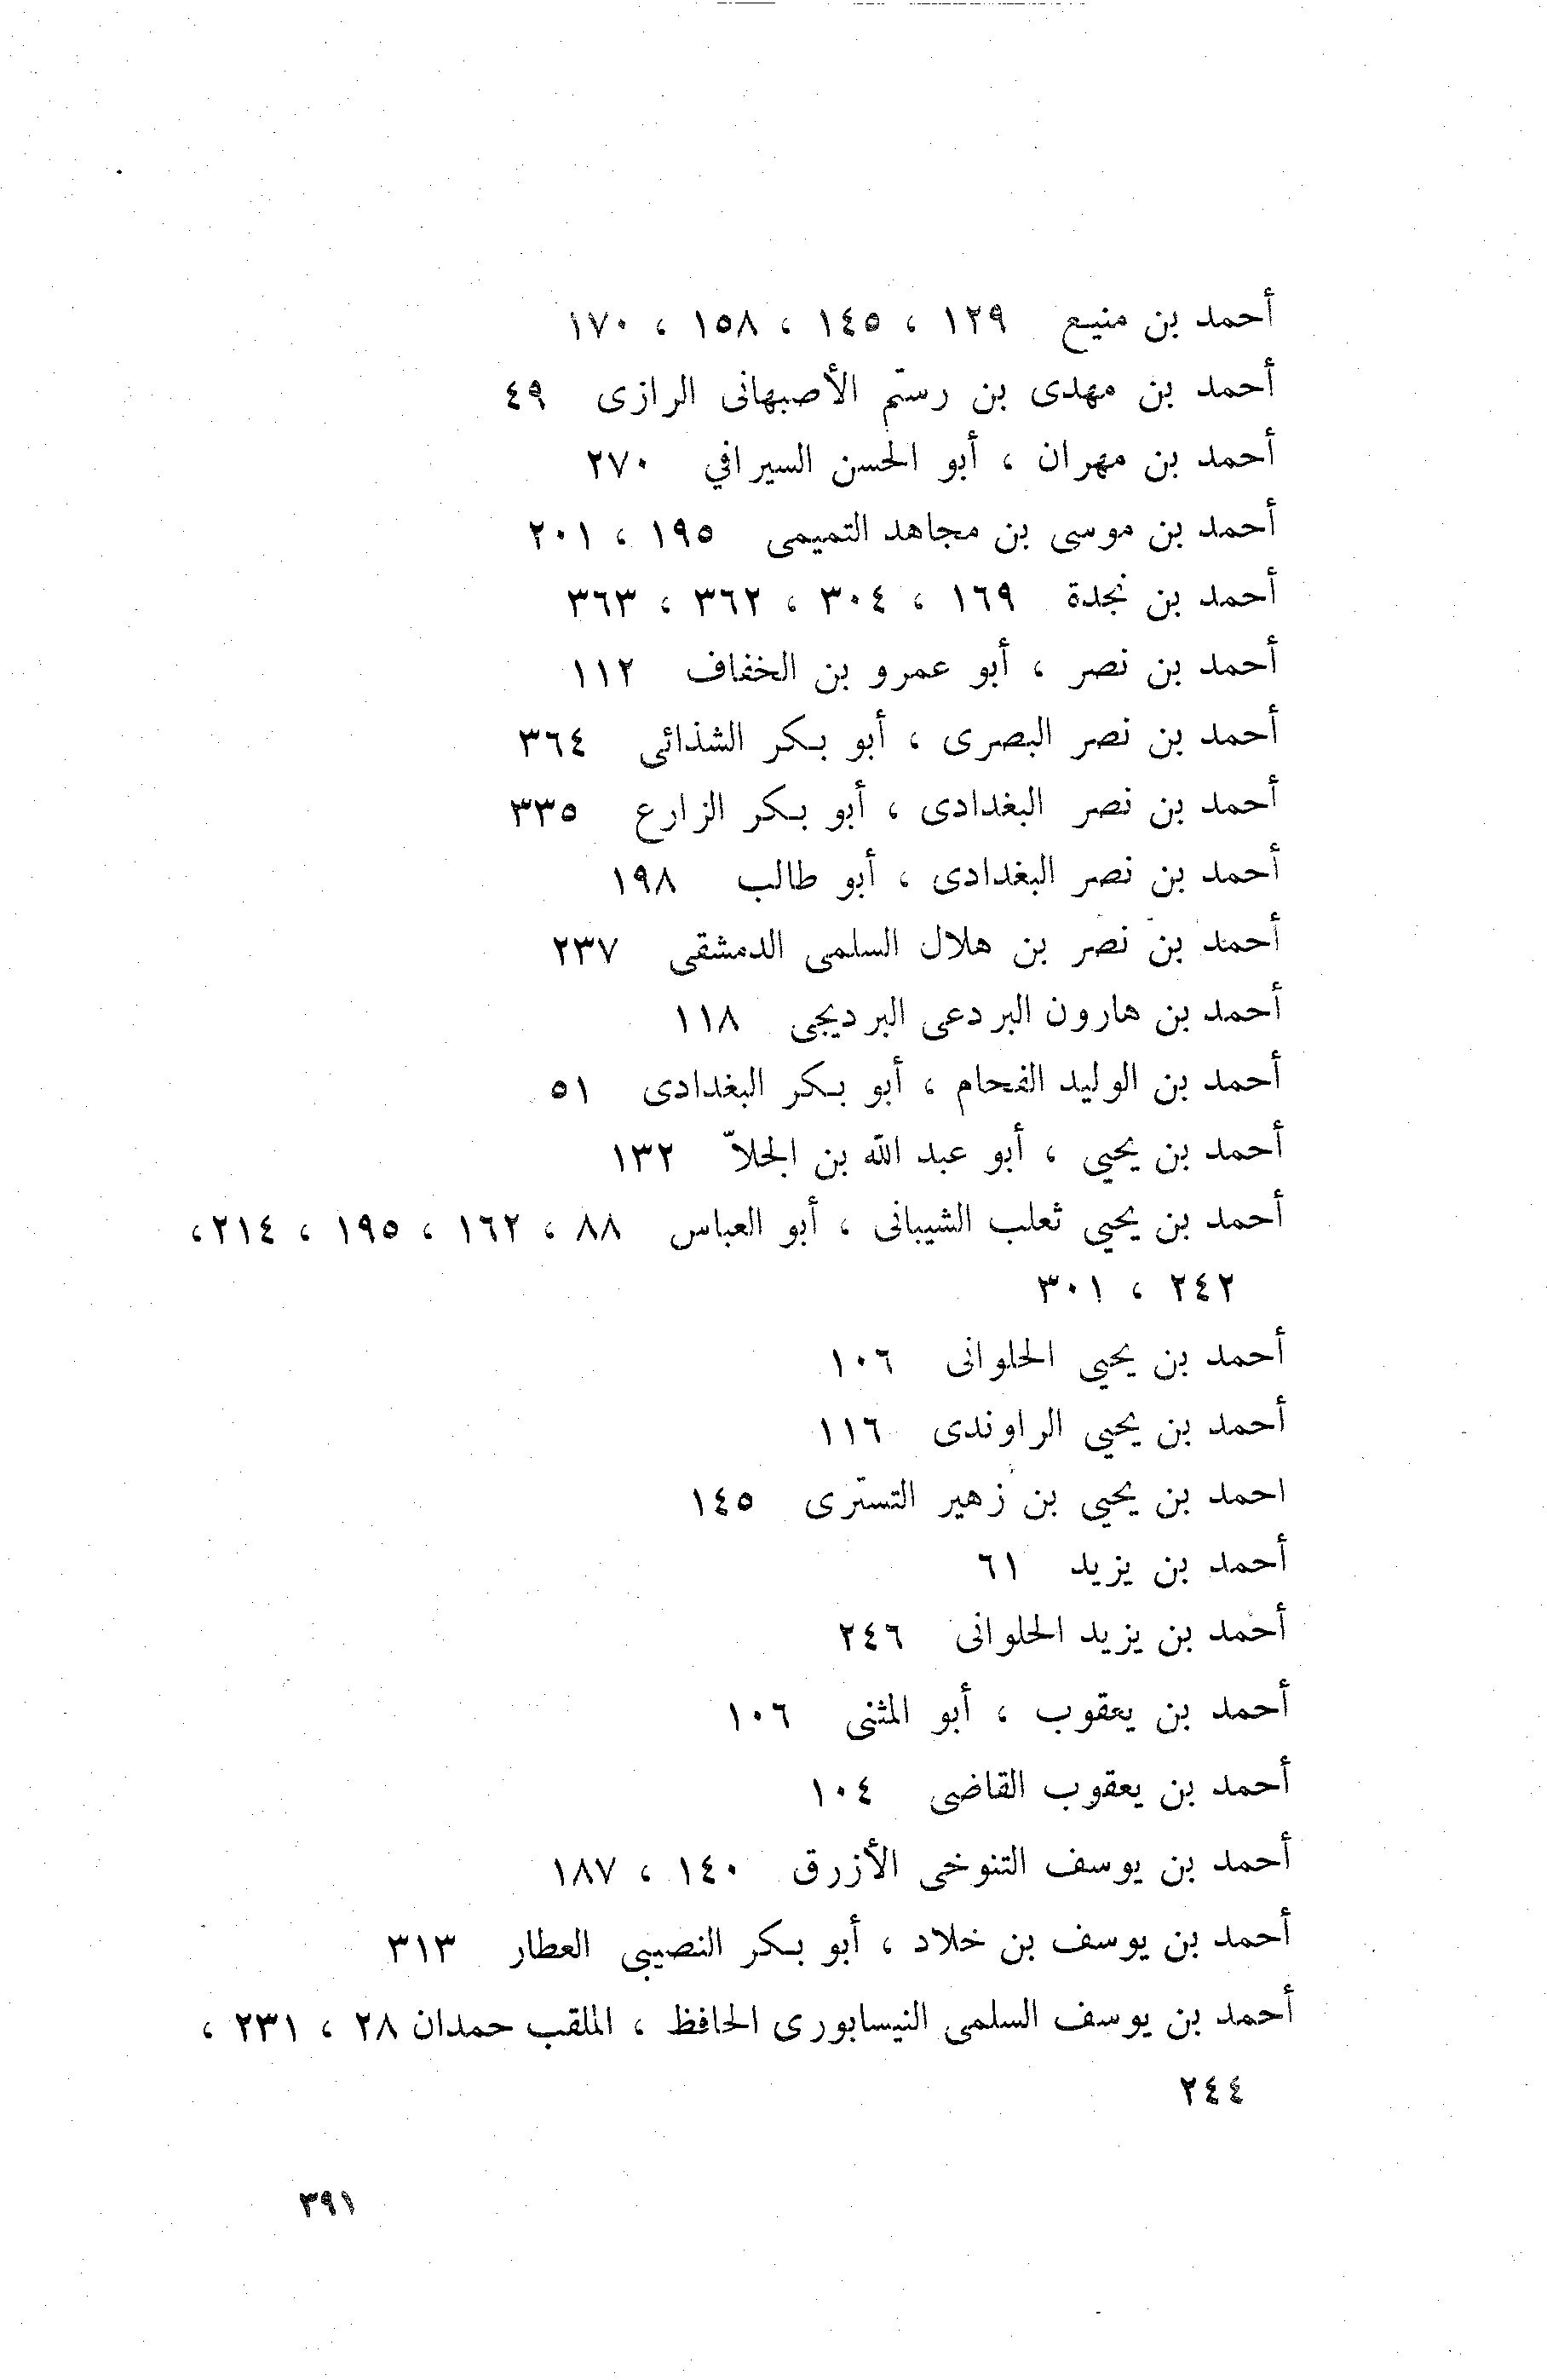 أحمد بن منيع ١٢٩ ، ١٤٥ ، ١٥٨ ، ١٧٠
أحمد بن مهدى بن رستم الأصبهانى الرازى ٤٩
أحمد بن مهران ، أبو الحسن السيرافي ٢٧٠
أحمد بن موسى بن مجاهد التميمى ١٩٥ ، ٢٠١
أحمد بن نجدة ١٦٩ ، ٣٠٤ ، ٣٦٢ ، ٣٦٣
أحمد بن نصر ، أبو عمرو بن الخفاف ١١٢
أحمد بن نصر البصرى ، أبو بكر الشذائى ٣٦٤
أحمد بن نصر البغدادى ، أبو بكر الزارع ٣٣٥
أحمد بن نصر البغدادى ، أبو طالب ١٩٨
أحمد بن نصر بن هلال السلمى الدمشقى ٢٣٧
أحمد بن هارون البردعى البرديجى ١١٨
أحمد بن الوليد الفحام ، أبو بكر البغدادى ٥١
أحمد بن يحيي ، أبو عبد الله بن الجلاّ ١٣٢
أحمد بن يحيي ثعلب الشيبانى ، أبو العباس ٨٨ ، ١٦٢ ، ١٩٥ ، ٢١٤ ،
٢٤٢ ، ٣٠١
أحمد بن يحيي الحلوانى ١٠٦
أحمد بن يحيي الراوندى ١١٦
احمد بن يحيي بن زهير التسترى ١٤٥
أحمد بن يزيد ٦١
أحمد بن يزيد الحلوانى ٢٤٦
أحمد بن يعقوب ، أبو المثنى ١٠٦
أحمد بن يعقوب القاضى ١٠٤
أحمد بن يوسف التنوخى الأزرق ١٤٠ ، ١٨٧
أحمد بن يوسف بن خلاد ، أبو بكر النصيبى العطار ٣١٣
أحمد بن يوسف السلمى النيسابورى الحافظ ، الملقب حمدان ٢٨ ، ٢٣١ ،
٢٤٤
٣٩١